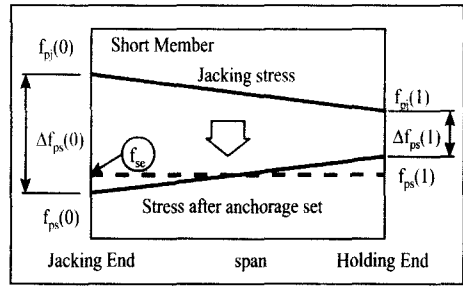 Short Member
f_pj(0)
Jacking stress
f_pj(1)
Δf_ps(0)
f_se
Δf_ps(1)
f_ps(1)
f_ps(0)
Stress after anchorage set
Jacking End span Holding End